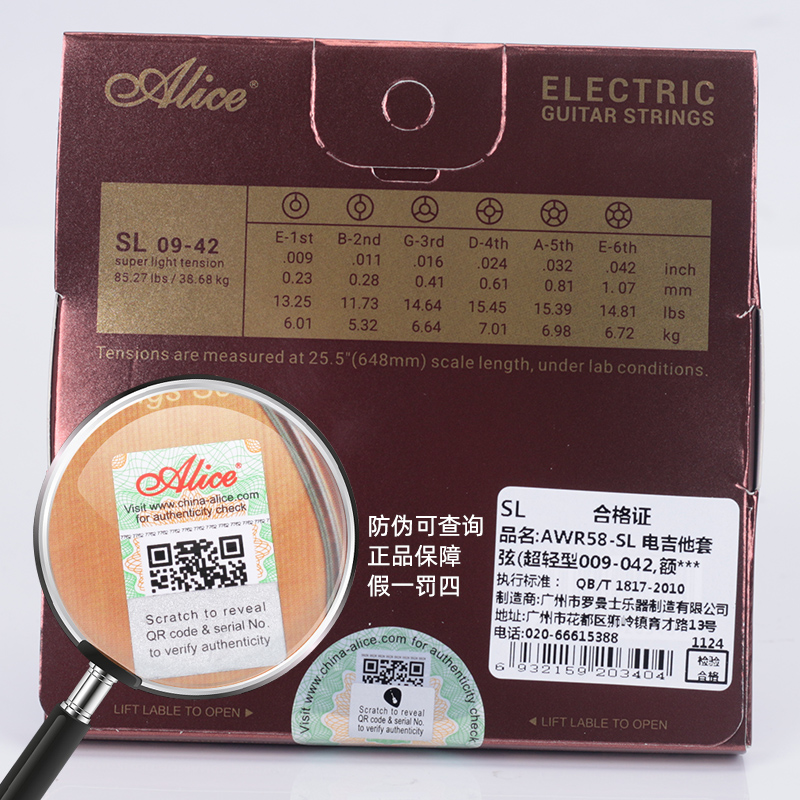 Alice®
ELECTRIC
GUITAR STRINGS
SL 09-42
super light tension
85.27 lbs / 38.68 kg
E-1st B-2nd G-3rd D-4th A-5th E-6th
.009 .011 .016 .024 .032 .042 inch
0.23 0.28 0.41 0.61 0.81 1.07 mm
13.25 11.73 14.64 15.45 15.39 14.81 lbs
6.01 5.32 6.64 7.01 6.98 6.72 kg
Tensions are measured at 25.5"(648mm) scale length, under lab conditions.
Alice®
Visit www.china-alice.com
for authenticity check
Scratch to reveal
QR code & serial No.
to verify authenticity
防伪可查询
正品保障
假一罚四
SL 合格证
品名:AWR58-SL 电吉他套
弦(超轻型009-042,额***
执行标准: QB/T 1817-2010
制造商:广州市罗曼士乐器制造有限公司
地址:广州市花都区狮岭镇育才路13号
电话:020-66615388
1124
检验
合格
6 932159 203404
Visit www.china-alice.com for authenticity check
Scratch to reveal
QR code & serial No.
to verify authenticity
LIFT LABLE TO OPEN ▶
◀ LIFT LABLE TO OPEN